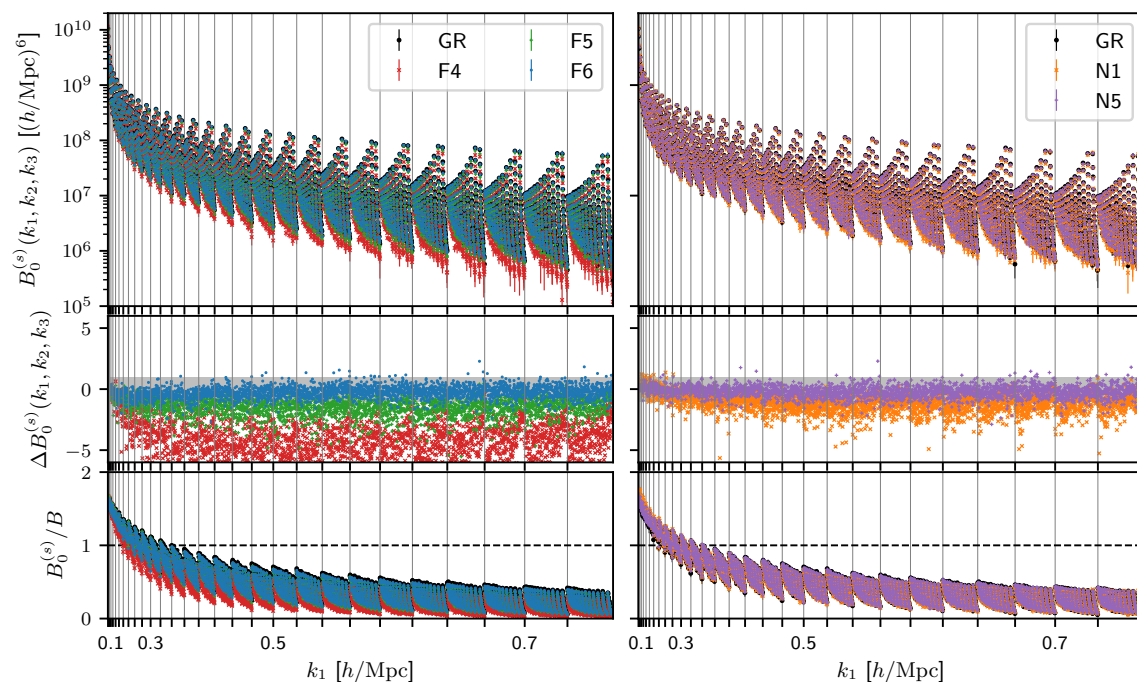 GR
F4
F5
F6
GR
N1
N5
10^{10}
10^9
10^8
10^7
10^6
10^5
B_0^{(s)}(k_1, k_2, k_3) [(h/Mpc)^6]
5
0
−5
ΔB_0^{(s)}(k_1, k_2, k_3)
2
1
0
B_0^{(s)}/B
0.1 0.3 0.5 0.7
0.1 0.3 0.5 0.7
k_1 [h/Mpc]
k_1 [h/Mpc]